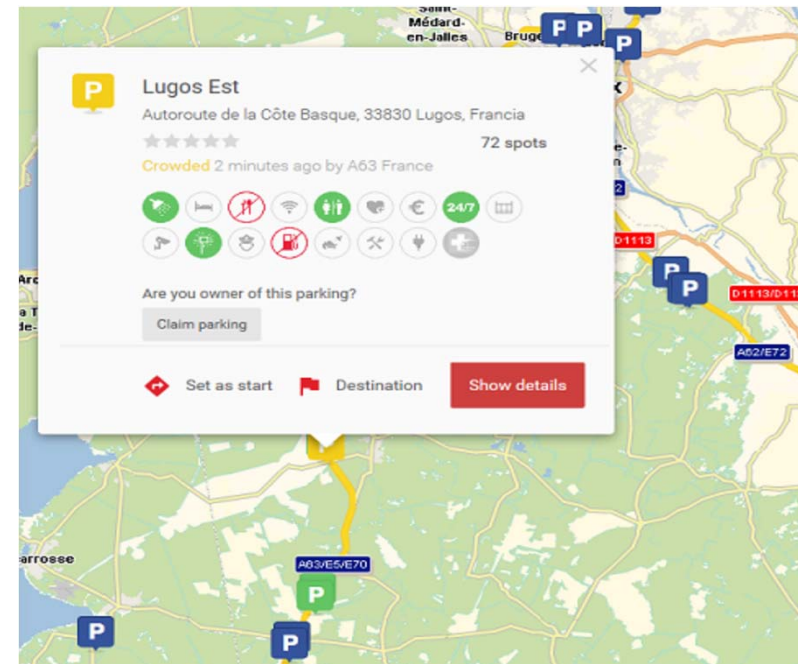 Saint-
Médard-
en-Jalles
Bruge
P
P
P
P
Lugos Est
Autoroute de la Côte Basque, 33830 Lugos, Francia
72 spots
Crowded 2 minutes ago by A63 France
24/7
€
Are you owner of this parking?
Claim parking
Set as start
Destination
Show details
D1113
P
P
D1113/D11
A62/E72
arrosse
A63/E5/E70
P
P
P